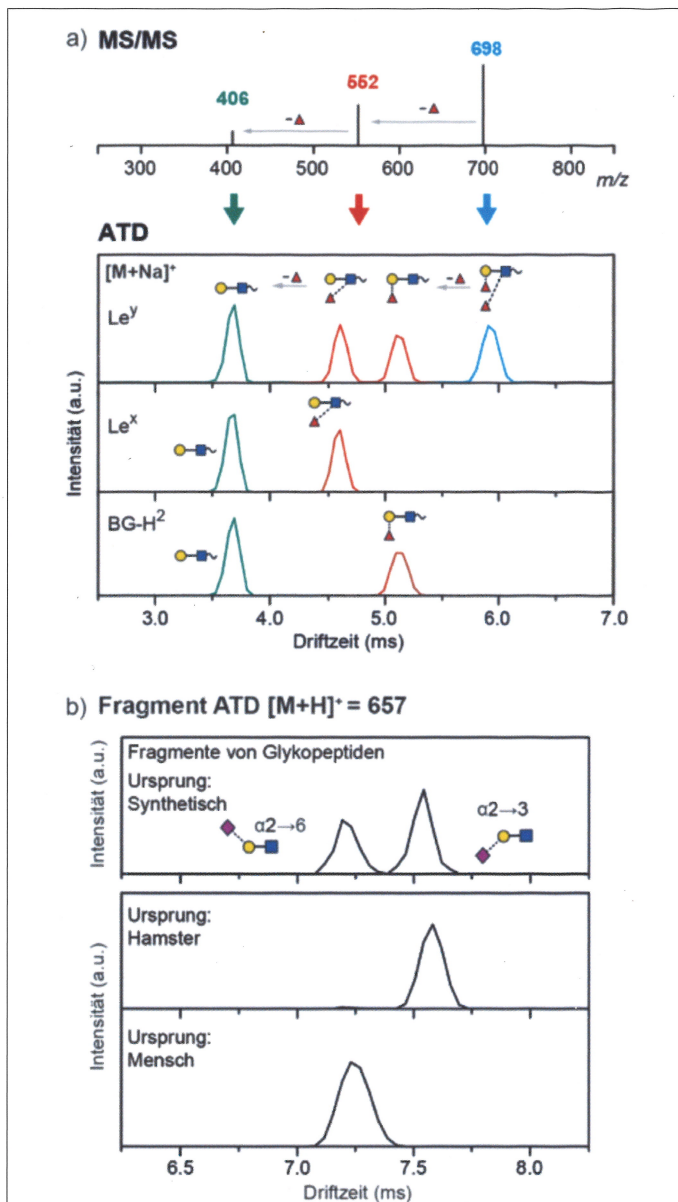 a) MS/MS
698
552
406
-
-
300 400 500 600 700 800 m/z
ATD
[M+Na]⁺
-
-
Leʸ
Leˣ
BG-H²
Intensität (a.u.)
3.0 4.0 5.0 6.0 7.0
Driftzeit (ms)
b) Fragment ATD [M+H]⁺ = 657
Fragmente von Glykopeptiden
Ursprung:
Synthetisch
α2→6
α2→3
Intensität (a.u.)
Ursprung:
Hamster
Ursprung:
Mensch
Intensität (a.u.)
6.5 7.0 7.5 8.0
Driftzeit (ms)